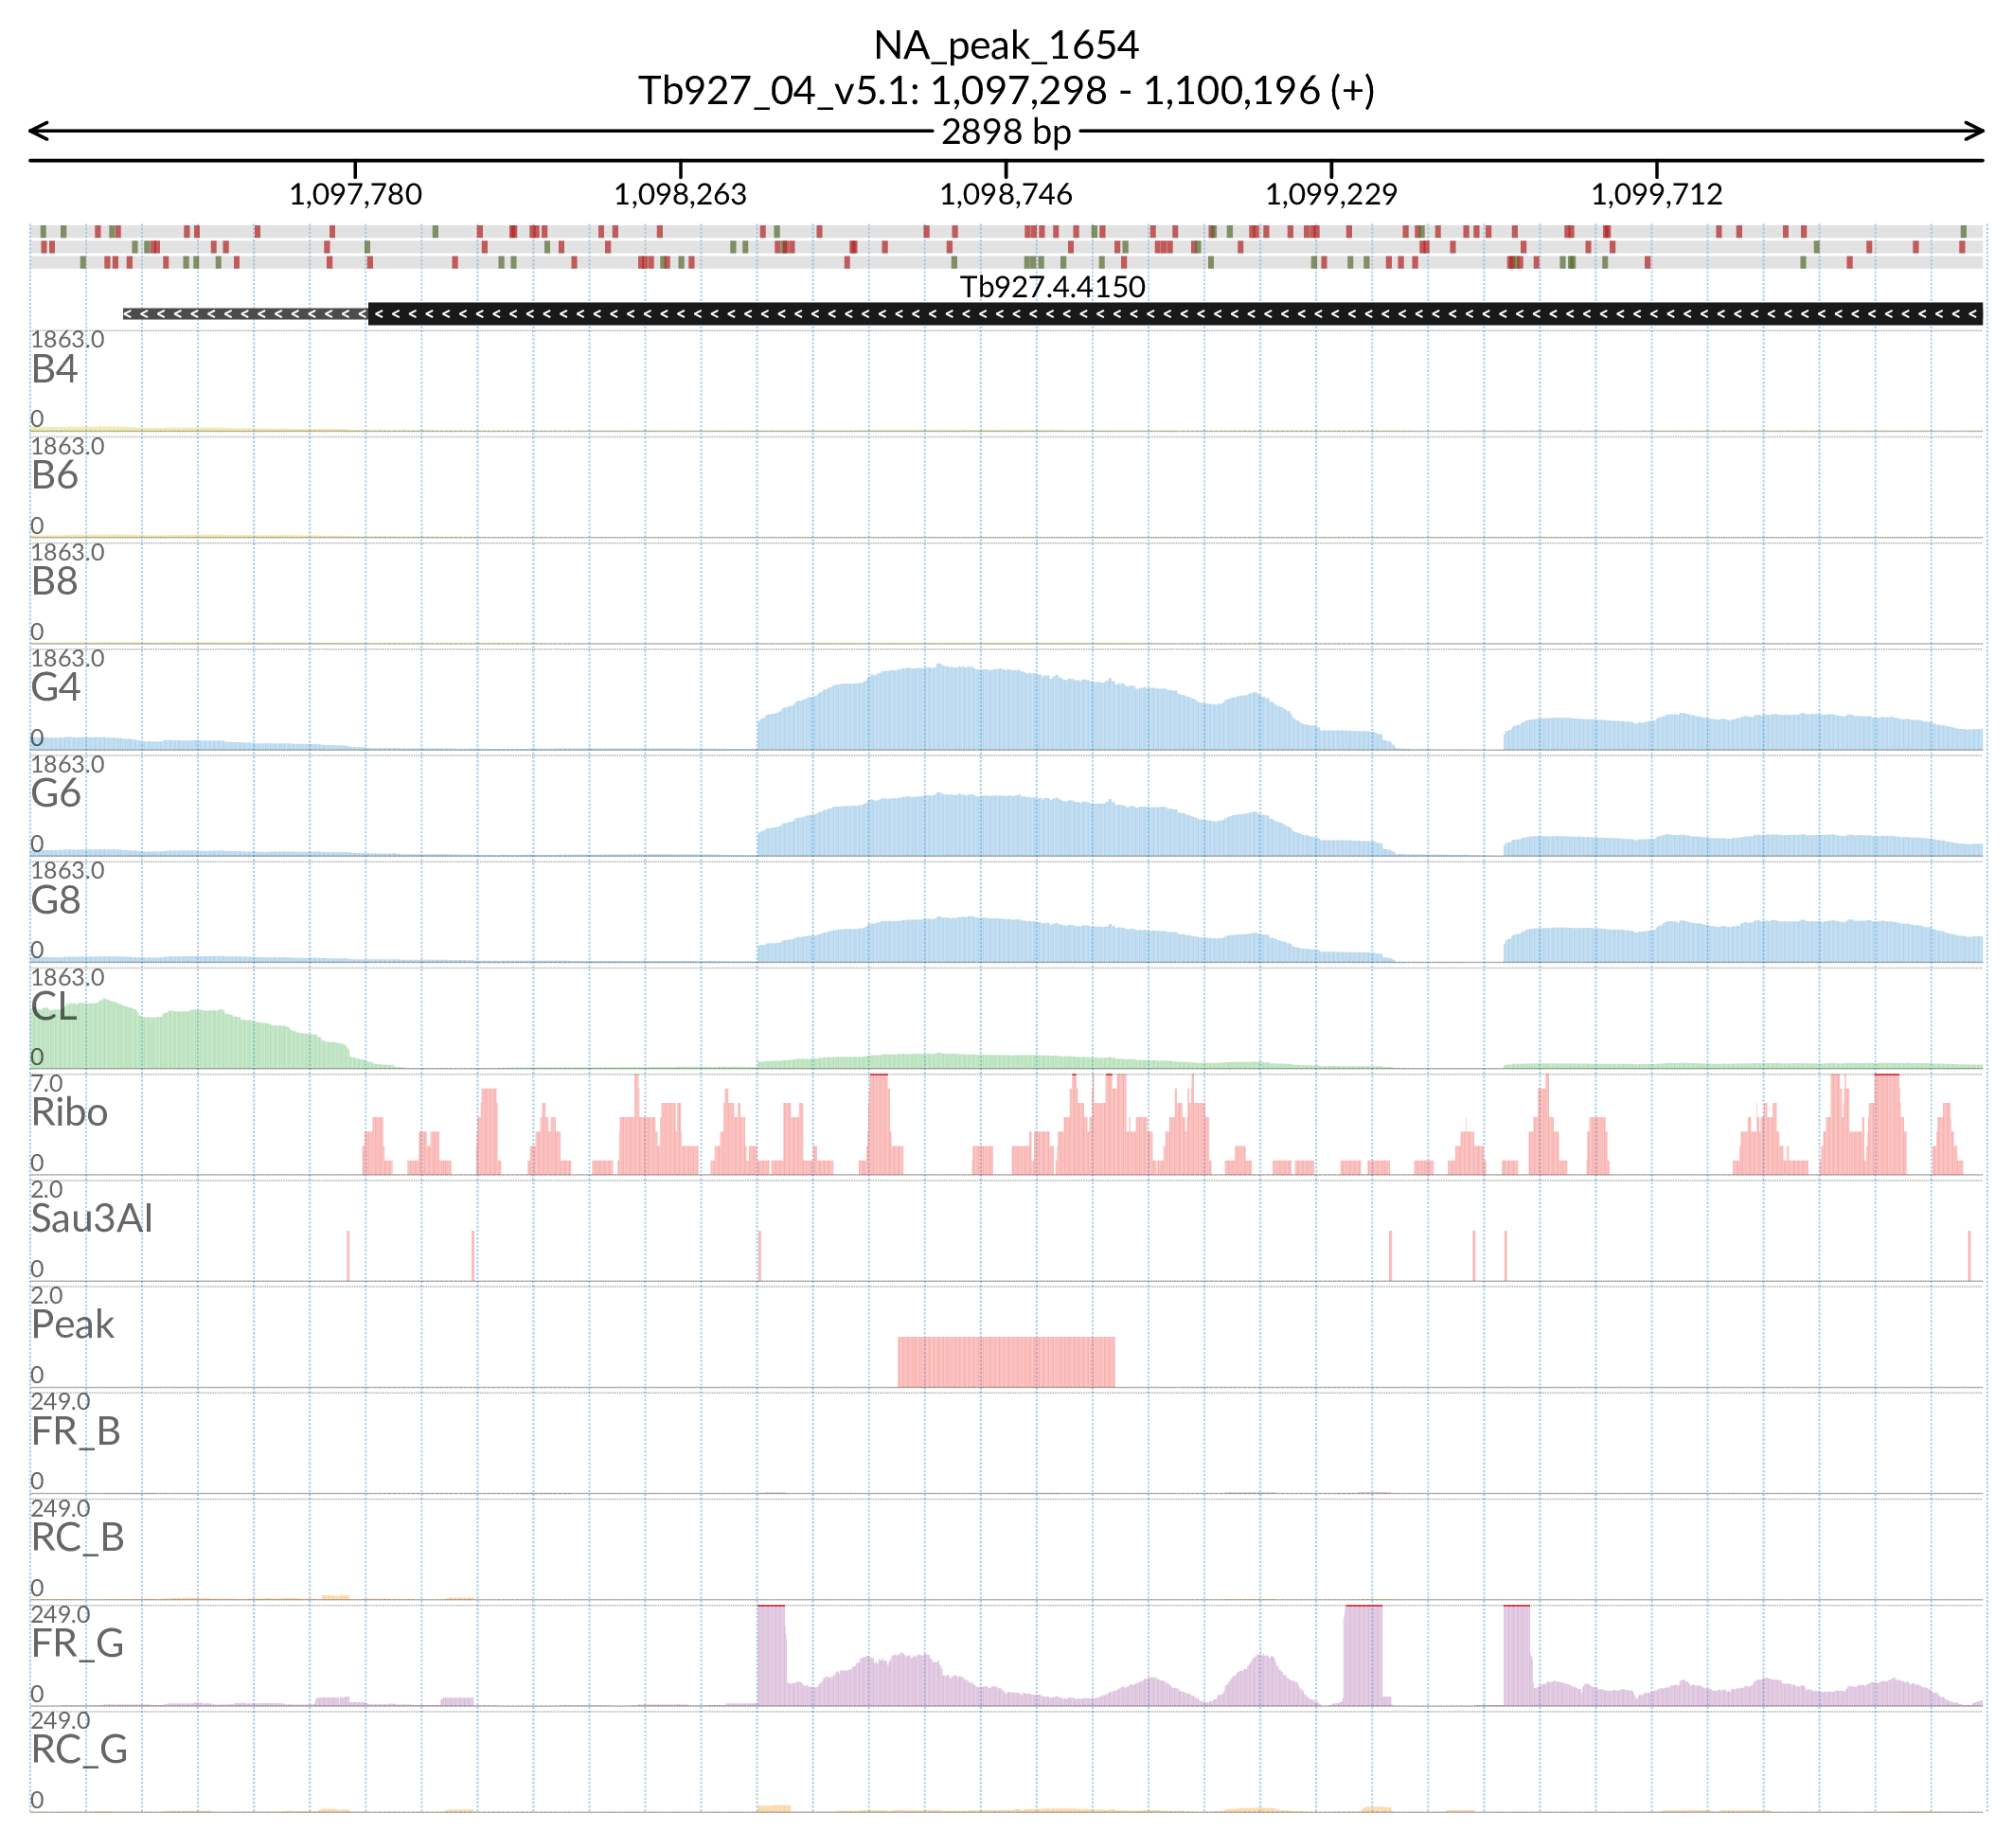 NA_peak_1654
Tb927_04_v5.1: 1,097,298 - 1,100,196 (+)
2898 bp
1,097,780 1,098,263 1,098,746 1,099,229 1,099,712
Tb927.4.4150
1863.0
B4
0
1863.0
B6
0
1863.0
B8
0
1863.0
G4
0
1863.0
G6
0
1863.0
G8
0
1863.0
CL
0
7.0
Ribo
0
2.0
Sau3AI
0
2.0
Peak
0
249.0
FR_B
0
249.0
RC_B
0
249.0
FR_G
0
249.0
RC_G
0